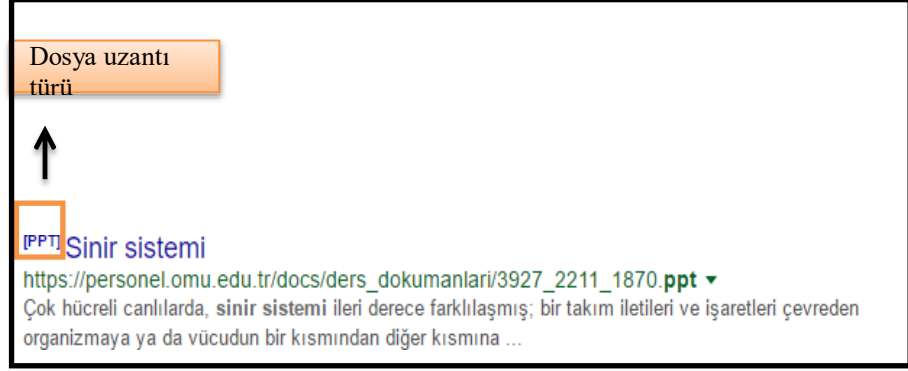 Dosya uzantı
türü
[PPT] Sinir sistemi
https://personel.omu.edu.tr/docs/ders_dokumanlari/3927_2211_1870.ppt
Çok hücreli canlılarda, sinir sistemi ileri derece farklılaşmış; bir takım iletileri ve işaretleri çevreden
organizmaya ya da vücudun bir kısmından diğer kısmına ...